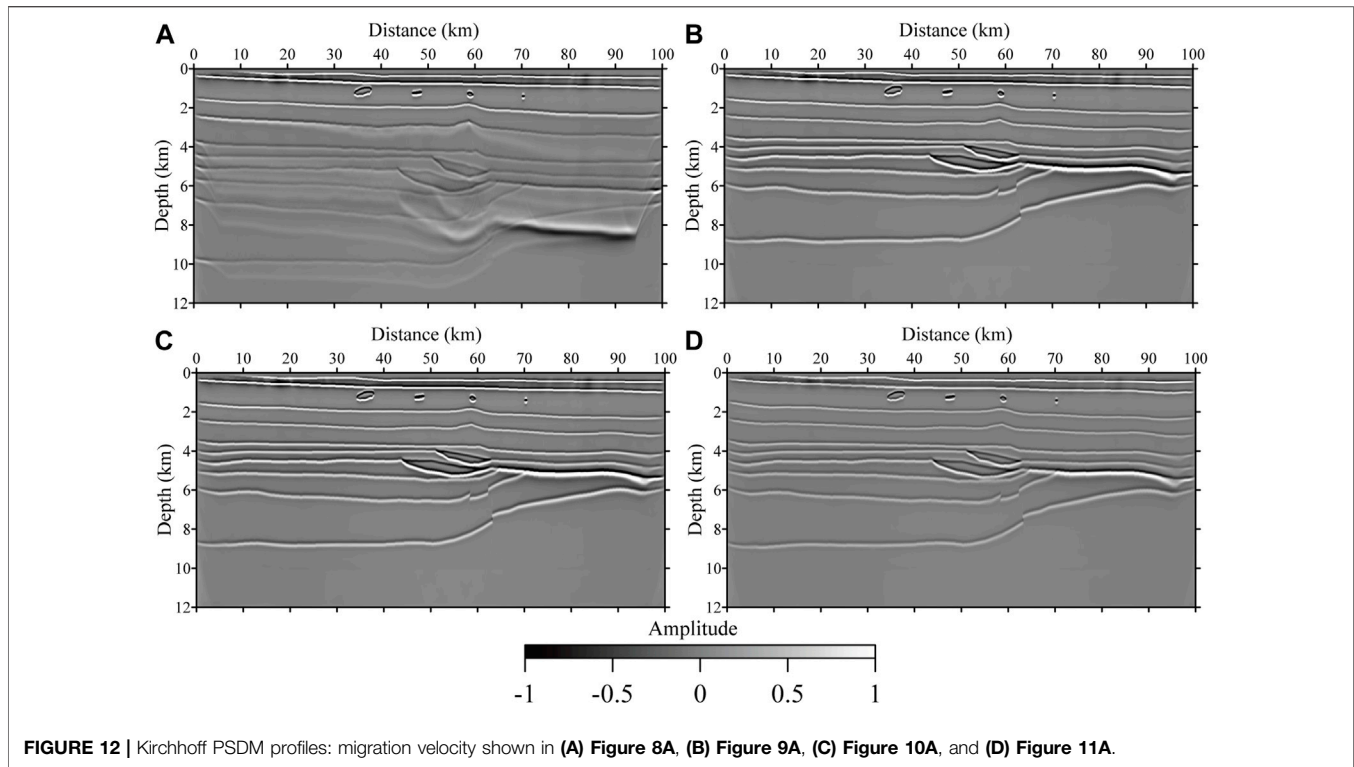 A
Distance (km)
0 10 20 30 40 50 60 70 80 90 100
Depth (km)
0
2
4
6
8
10
12
B
Distance (km)
0 10 20 30 40 50 60 70 80 90 100
Depth (km)
0
2
4
6
8
10
12
C
Distance (km)
0 10 20 30 40 50 60 70 80 90 100
Depth (km)
0
2
4
6
8
10
12
D
Distance (km)
0 10 20 30 40 50 60 70 80 90 100
Depth (km)
0
2
4
6
8
10
12
Amplitude
-1 -0.5 0 0.5 1
FIGURE 12 | Kirchhoff PSDM profiles: migration velocity shown in (A) Figure 8A, (B) Figure 9A, (C) Figure 10A, and (D) Figure 11A.